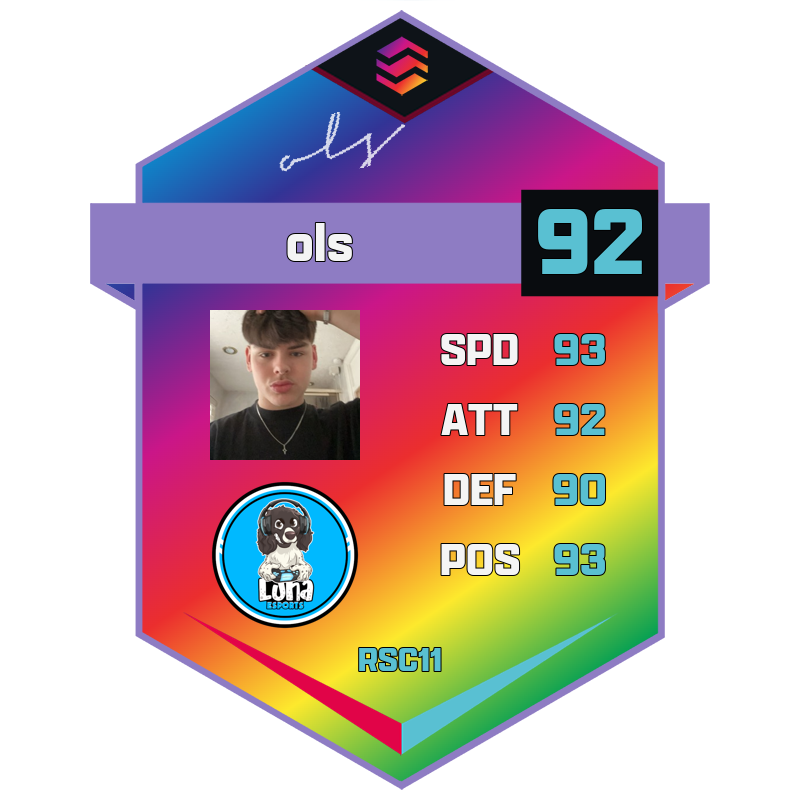 ols
ols
92
SPD 93
ATT 92
DEF 90
POS 93
Luna
ESPORTS
RSC11